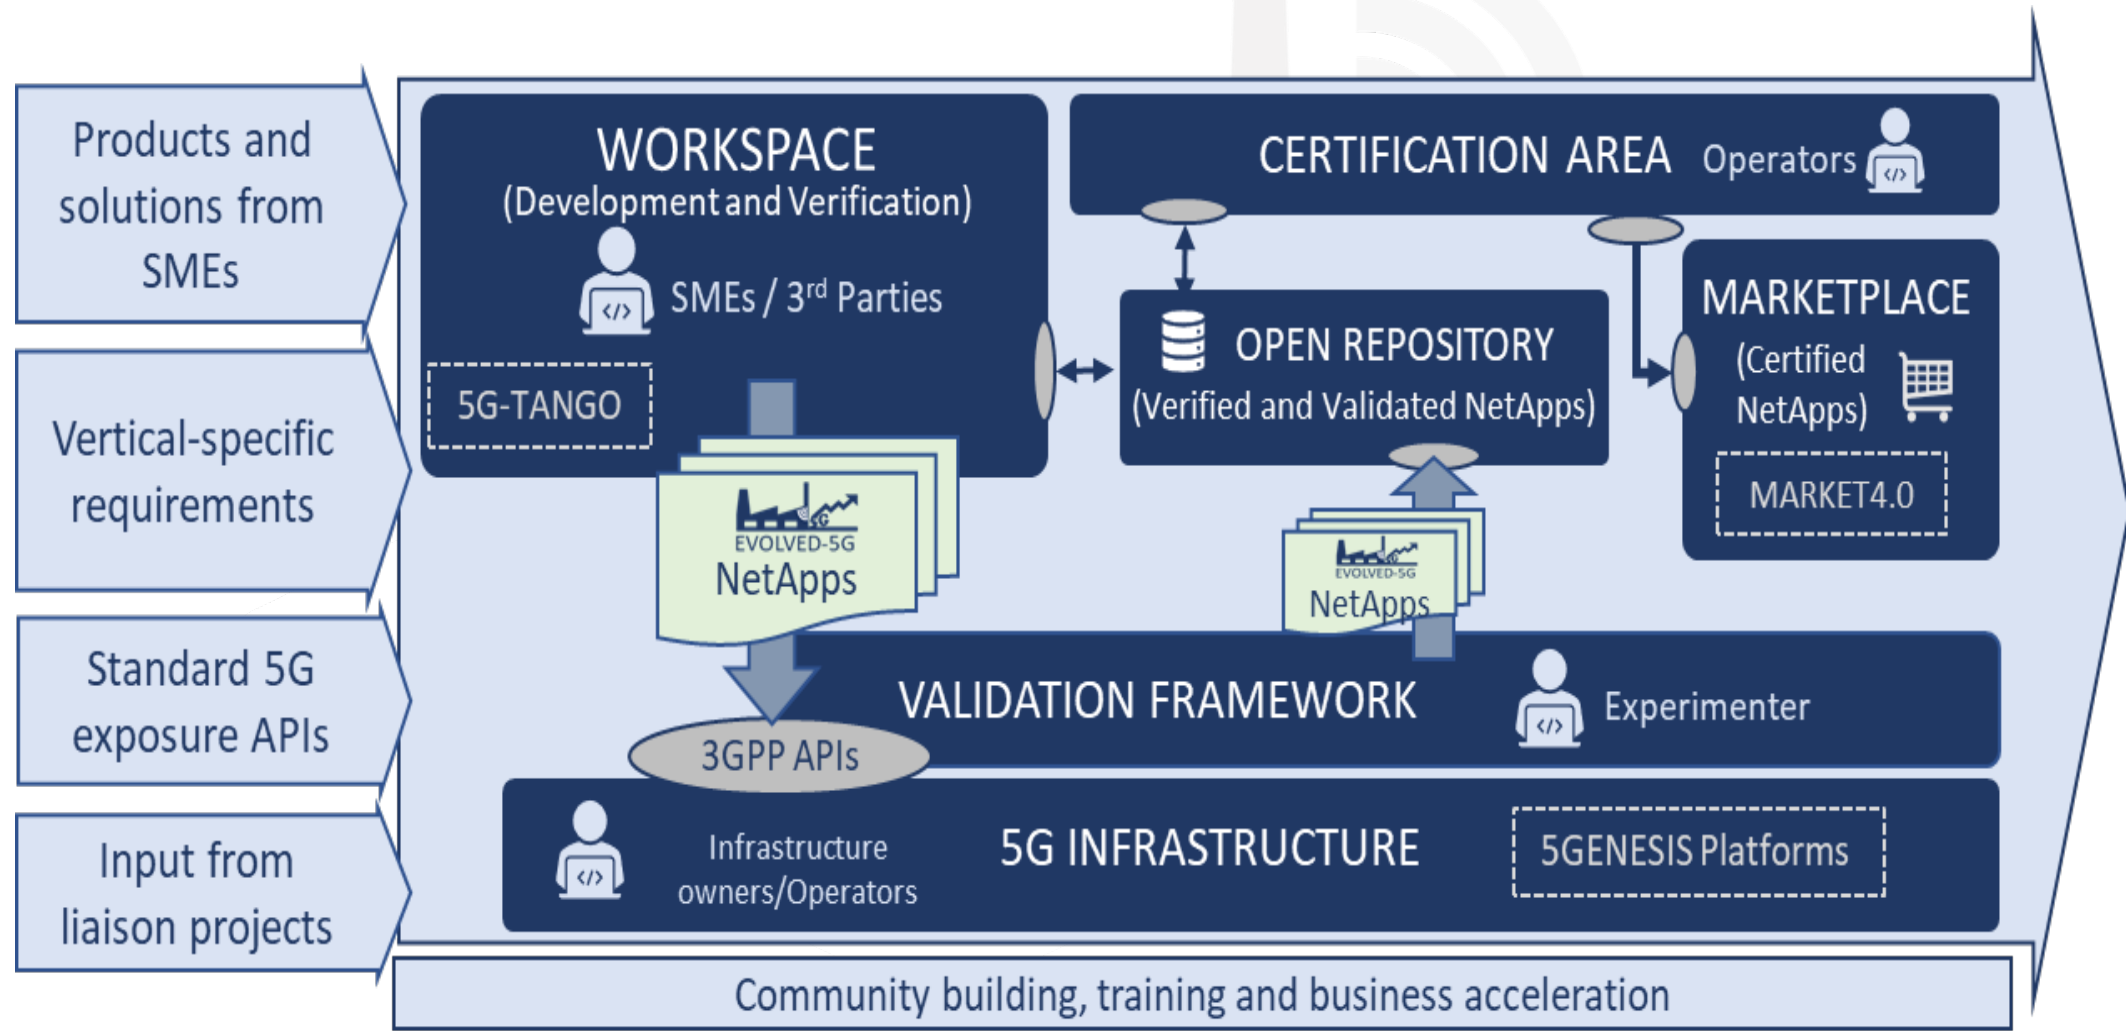 Products and
solutions from
SMEs
Vertical-specific
requirements
Standard 5G
exposure APIs
Input from
liaison projects
WORKSPACE
(Development and Verification)
</>
SMEs / 3rd Parties
5G-TANGO
5G
EVOLVED-5G
NetApps
CERTIFICATION AREA
Operators
</>
OPEN REPOSITORY
(Verified and Validated NetApps)
MARKETPLACE
(Certified
NetApps)
MARKET4.0
EVOLVED-5G
NetApps
VALIDATION FRAMEWORK
</>
Experimenter
3GPP APIs
</>
Infrastructure
owners/Operators
5G INFRASTRUCTURE
5GENESIS Platforms
Community building, training and business acceleration